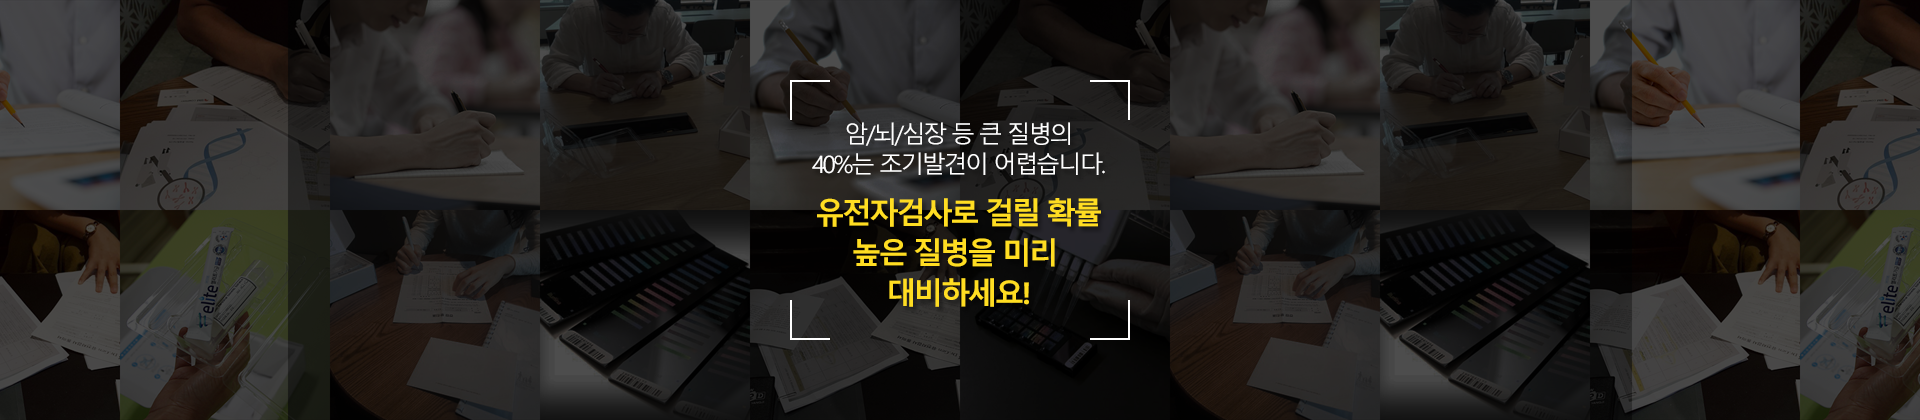 암/뇌/심장 등 큰 질병의
40%는 조기발견이 어렵습니다.
유전자검사로 걸릴 확률
높은 질병을 미리
대비하세요!
elite
elite